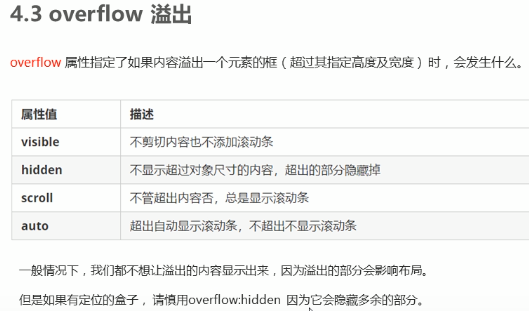 4.3 overflow 溢出
overflow 属性指定了如果内容溢出一个元素的框（超过其指定高度及宽度）时，会发生什么。
属性值 描述
visible 不剪切内容也不添加滚动条
hidden 不显示超过对象尺寸的内容，超出的部分隐藏掉
scroll 不管超出内容否，总是显示滚动条
auto 超出自动显示滚动条，不超出不显示滚动条
一般情况下，我们都不想让溢出的内容显示出来，因为溢出的部分会影响布局。
但是如果有定位的盒子，请慎用overflow:hidden 因为它会隐藏多余的部分。